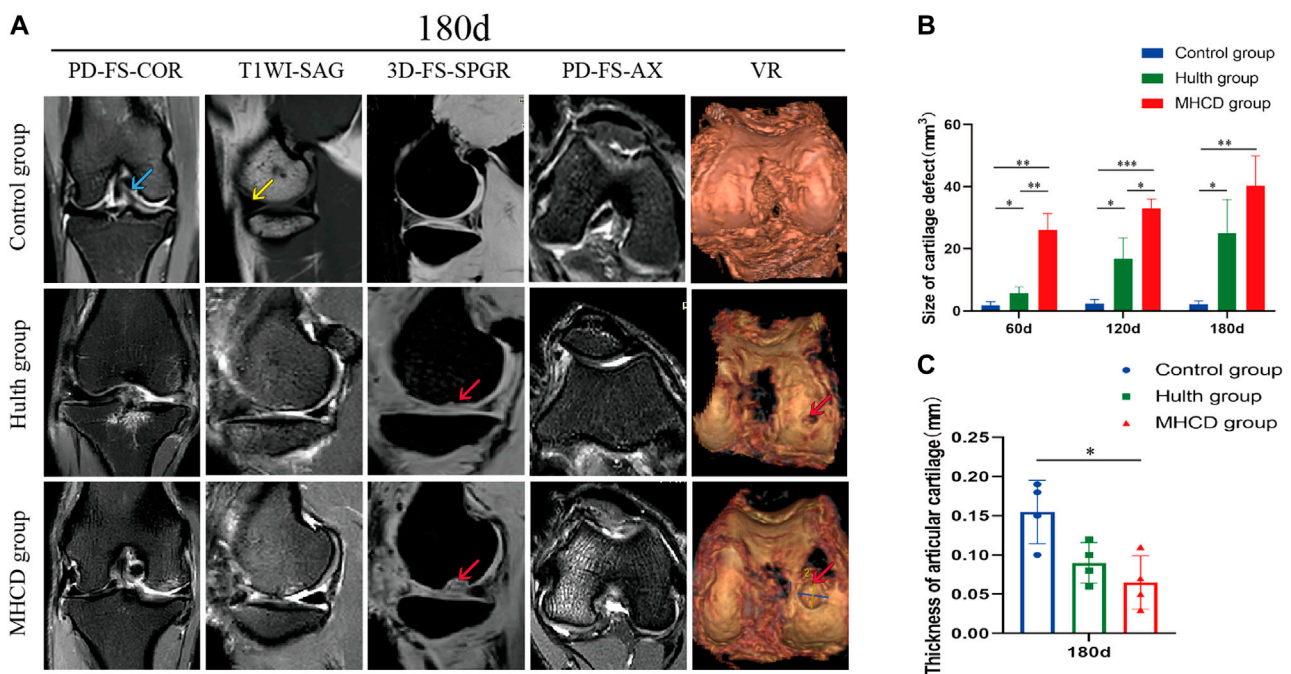 A
180d
PD-FS-COR T1WI-SAG 3D-FS-SPGR PD-FS-AX VR
Control group
Hulth group
MHCD group
B
Control group
Hulth group
MHCD group
Size of cartilage defect(mm³)
60
40
20
0
** *** **
** *
* * *
60d 120d 180d
C
Control group
Hulth group
MHCD group
Thickness of articular cartilage(mm)
0.25
0.20
0.15
0.10
0.05
0.00
*
180d